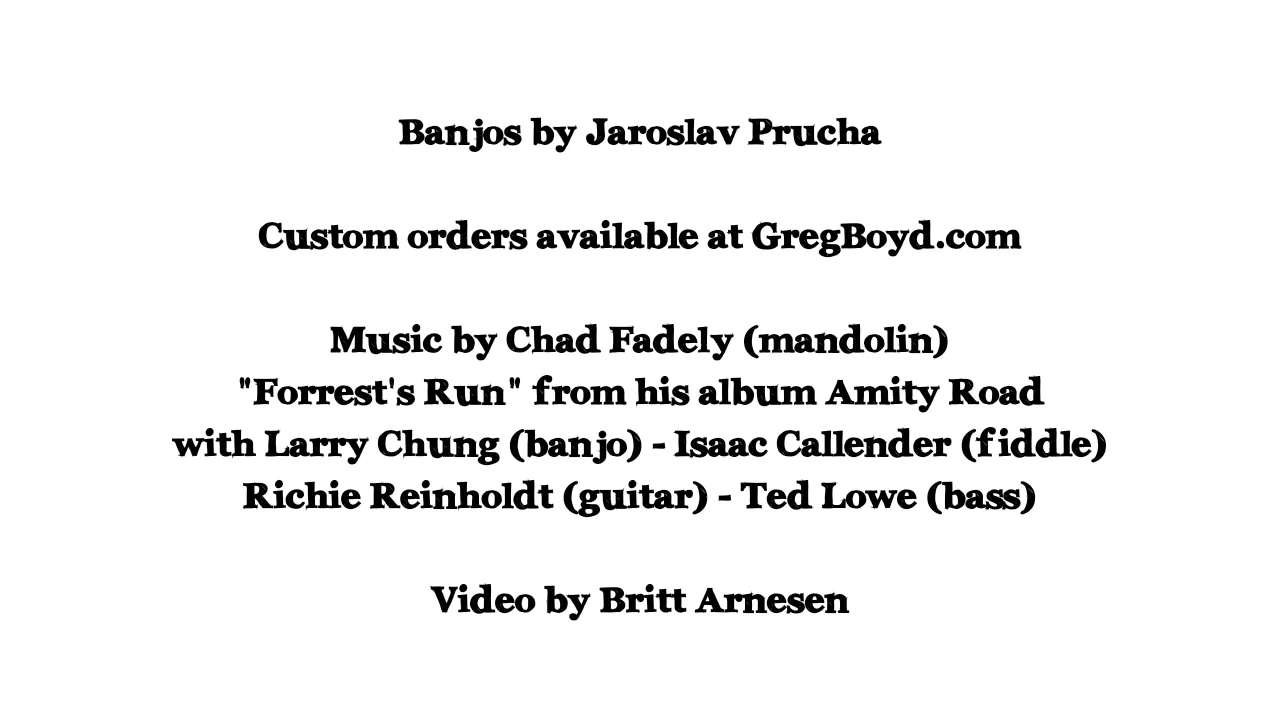 Banjos by Jaroslav Prucha
Custom orders available at GregBoyd.com
Music by Chad Fadely (mandolin)
"Forrest's Run" from his album Amity Road
with Larry Chung (banjo) - Isaac Callender (fiddle)
Richie Reinholdt (guitar) - Ted Lowe (bass)
Video by Britt Arnesen